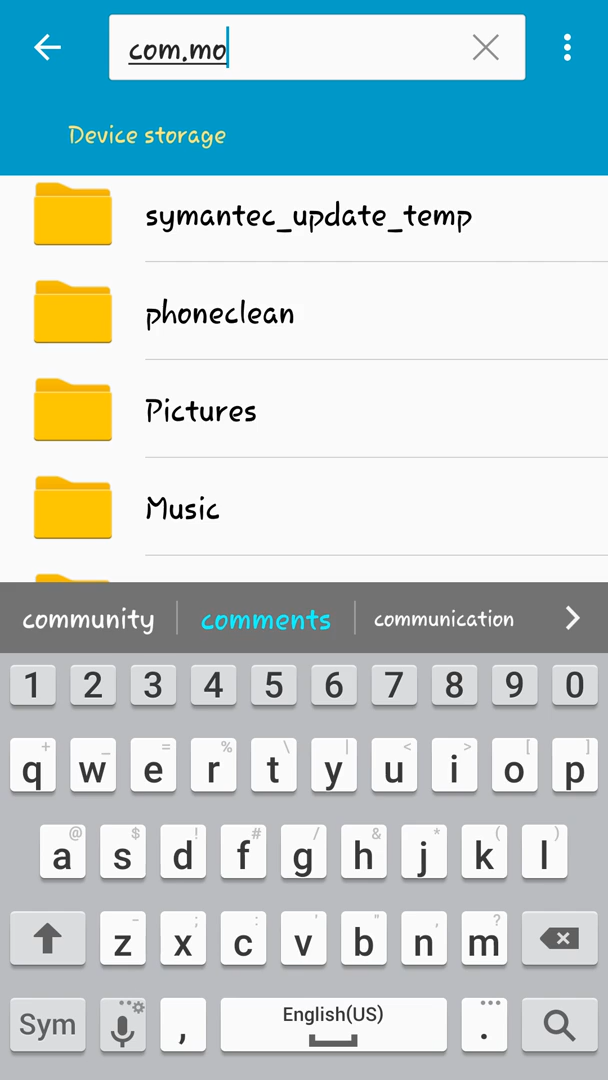 com.mo
Device storage
symantec_update_temp
phoneclean
Pictures
Music
community comments communication
1 2 3 4 5 6 7 8 9 0
+ _ = % \ | < > [ ]
q w e r t y u i o p
@ $ ! # / & * ( )
a s d f g h j k l
- ; : ' " , ?
z x c v b n m
Sym , English(US) .